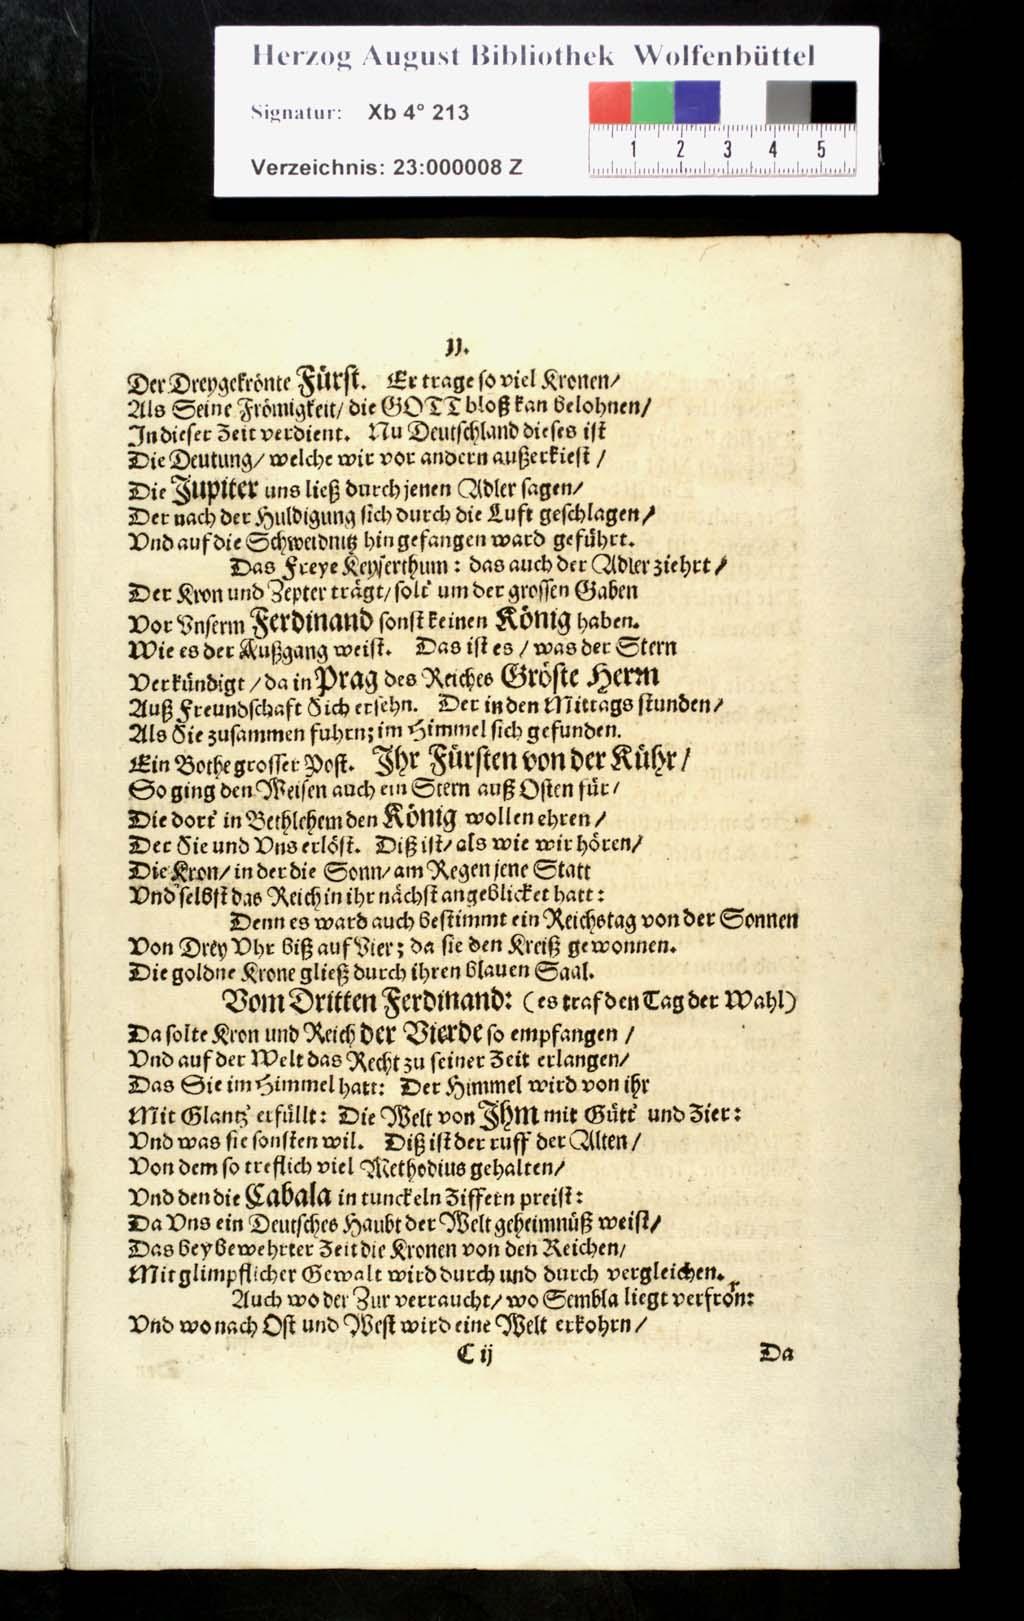 Herzog August Bibliothek Wolfenbüttel
Signatur: Xb 4° 213
Verzeichnis: 23:000008 Z
1 2 3 4 5
11.
Der Dreygekrönte Fürst. Er trage so viel Kronen/
Als Seine Frömigkeit/ die GOTT bloß kan belohnen/
In dieser Zeit verdient. Nu Deutschland dieses ist
Die Deutung/ welche wir vor andern außerkiest /
Die Jupiter uns ließ durch jenen Adler sagen/
Der nach der Huldigung sich durch die Luft geschlagen/
Vnd auf die Schweidnitz hin gefangen ward geführt.
Das Freye Keyserthum: das auch der Adler ziehrt/
Der Kron und Zepter trägt/ solt' um der grossen Gaben
Vor Vnserm Ferdinand sonst keinen König haben.
Wie es der Außgang weist. Das ist es / was der Stern
Verkündigt / da in Prag des Reiches Gröste Herrn
Auß Freundschaft Sich ersehn. Der in den Mittags stunden/
Als Sie zusammen fuhrn; im Himmel sich gefunden.
Ein Bothe grosser Post. Ihr Fürsten von der Kühr/
So ging den Weisen auch ein Stern auß Osten für/
Die dort' in Bethlehem den König wollen ehren/
Der Sie und Vns erlöst. Diß ist/ als wie wir hören/
Die Kron/ in der die Sonn/ am Regen jene Statt
Vnd selbst das Reich in ihr nächst angeblicket hatt:
Denn es ward auch bestimmt ein Reichstag von der Sonnen
Von Drey Vhr biß auf Vier; da sie den Kreiß gewonnen.
Die goldne Krone gließ durch ihren blauen Saal.
Vom Dritten Ferdinand: (es traf den Tag der Wahl)
Da solte Kron und Reich der Vierde so empfangen /
Vnd auf der Welt das Recht zu seiner Zeit erlangen/
Das Sie im Himmel hatt: Der Himmel wird von ihr
Mit Glantz' erfüllt: Die Welt von Ihm mit Gütt' und Zier:
Vnd was sie sonsten wil. Diß ist der ruff der Alten/
Von dem so treflich viel Methodius gehalten/
Vnd den die Cabala in tunckeln Ziffern preist:
Da Vns ein Deutsches Haubt der Welt geheimnüß weist/
Das bey bewehrter Zeit die Kronen von den Reichen/
Mit glimpflicher Gewalt wird durch und durch vergleichen.
Auch wo der Zur verraucht/ wo Sembla liegt verfrorn:
Vnd wo nach Ost und West wird eine Welt erkohrn/
C ij
Da